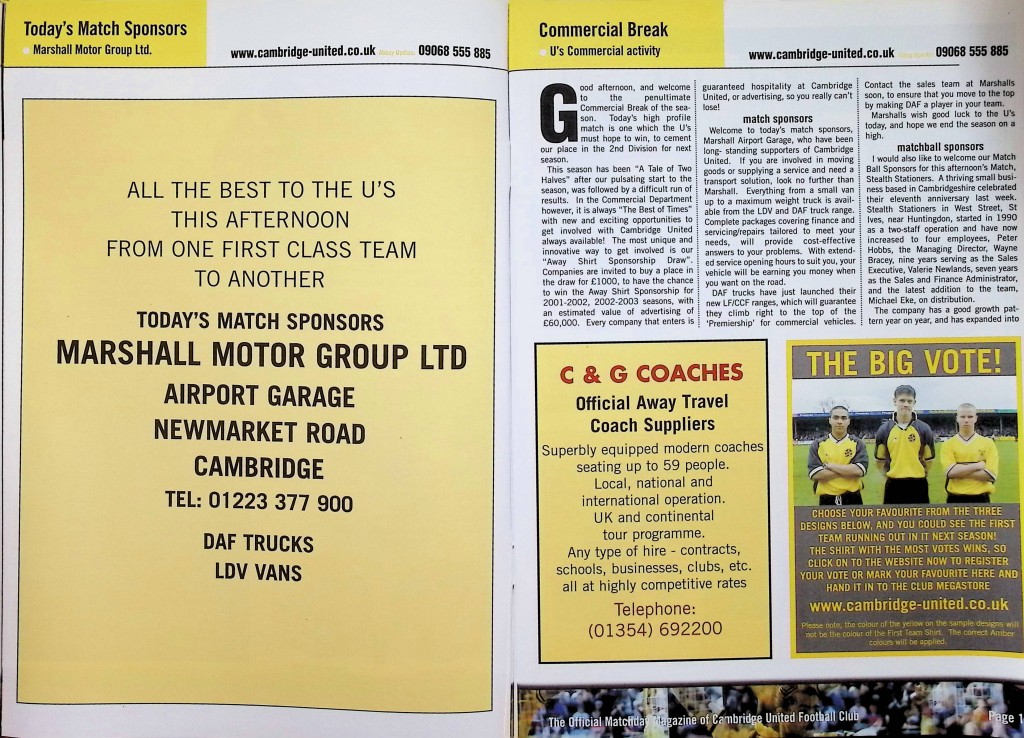 Today's Match Sponsors
Marshall Motor Group Ltd.
www.cambridge-united.co.uk 09068 555 885
ALL THE BEST TO THE U'S
THIS AFTERNOON
FROM ONE FIRST CLASS TEAM
TO ANOTHER
TODAY'S MATCH SPONSORS
MARSHALL MOTOR GROUP LTD
AIRPORT GARAGE
NEWMARKET ROAD
CAMBRIDGE
TEL: 01223 377 900
DAF TRUCKS
LDV VANS
Commercial Break
U's Commercial activity
www.cambridge-united.co.uk 09068 555 885
Good afternoon, and welcome
to the penultimate
Commercial Break of the sea-
son. Today's high profile
match is one which the U's
must hope to win, to cement
our place in the 2nd Division for next
season.
This season has been "A Tale of Two
Halves" after our pulsating start to the
season, was followed by a difficult run of
results. In the Commercial Department
however, it is always "The Best of Times"
with new and exciting opportunities to
get involved with Cambridge United
always available! The most unique and
innovative way to get involved is our
"Away Shirt Sponsorship Draw".
Companies are invited to buy a place in
the draw for £1000, to have the chance
to win the Away Shirt Sponsorship for
2001-2002, 2002-2003 seasons, with
an estimated value of advertising of
£60,000. Every company that enters is
guaranteed hospitality at Cambridge
United, or advertising, so you really can't
lose!
match sponsors
Welcome to today's match sponsors,
Marshall Airport Garage, who have been
long- standing supporters of Cambridge
United. If you are involved in moving
goods or supplying a service and need a
transport solution, look no further than
Marshall. Everything from a small van
up to a maximum weight truck is avail-
able from the LDV and DAF truck range.
Complete packages covering finance and
servicing/repairs tailored to meet your
needs, will provide cost-effective
answers to your problems. With extend-
ed service opening hours to suit you, your
vehicle will be earning you money when
you want on the road.
DAF trucks have just launched their
new LF/CCF ranges, which will guarantee
they climb right to the top of the
'Premiership' for commercial vehicles.
Contact the sales team at Marshalls
soon, to ensure that you move to the top
by making DAF a player in your team.
Marshalls wish good luck to the U's
today, and hope we end the season on a
high.
matchball sponsors
I would also like to welcome our Match
Ball Sponsors for this afternoon's Match,
Stealth Stationers. A thriving small busi-
ness based in Cambridgeshire celebrated
their eleventh anniversary last week.
Stealth Stationers in West Street, St
Ives, near Huntingdon, started in 1990
as a two-staff operation and have now
increased to four employees, Peter
Hobbs, the Managing Director, Wayne
Bracey, nine years serving as the Sales
Executive, Valerie Newlands, seven years
as the Sales and Finance Administrator,
and the latest addition to the team,
Michael Eke, on distribution.
The company has a good growth pat-
tern year on year, and has expanded into
C & G COACHES
Official Away Travel
Coach Suppliers
Superbly equipped modern coaches
seating up to 59 people.
Local, national and
international operation.
UK and continental
tour programme.
Any type of hire - contracts,
schools, businesses, clubs, etc.
all at highly competitive rates
Telephone:
(01354) 692200
THE BIG VOTE!
CHOOSE YOUR FAVOURITE FROM THE THREE
DESIGNS BELOW, AND YOU COULD SEE THE FIRST
TEAM RUNNING OUT IN IT NEXT SEASON!
THE SHIRT WITH THE MOST VOTES WINS, SO
CLICK ON TO THE WEBSITE NOW TO REGISTER
YOUR VOTE OR MARK YOUR FAVOURITE HERE AND
HAND IT IN TO THE CLUB MEGASTORE
www.cambridge-united.co.uk
Please note, the colour of the yellow on the sample designs will
not be the colour of the First Team Shirt. The correct Amber
colours will be applied.
The Official Matchday Magazine of Cambridge United Football Club
Page 1